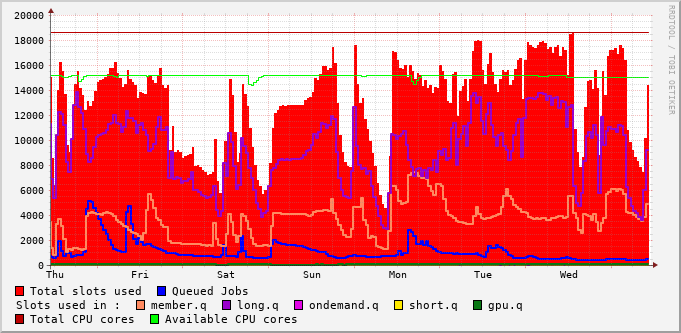 20000
18000
16000
14000
12000
10000
8000
6000
4000
2000
0
Thu Fri Sat Sun Mon Tue Wed
RRDTOOL / TOBI OETIKER
Total slots used Queued Jobs
Slots used in : member.q long.q ondemand.q short.q gpu.q
Total CPU cores Available CPU cores